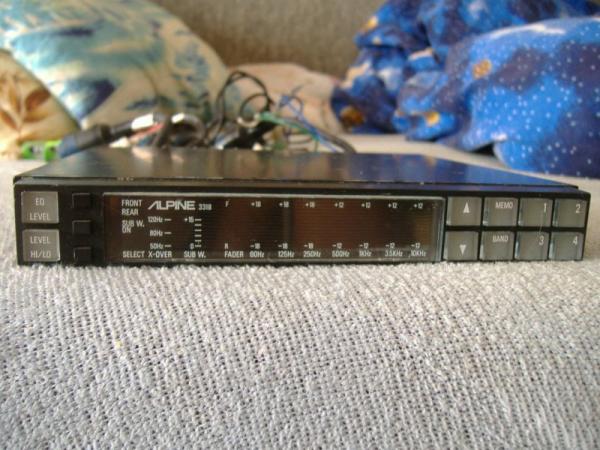 EQ LEVEL
LEVEL HI/LO
FRONT ALPINE 3318 F +18 +18 +12 +12 +12 +12 +12
REAR
SUB W. ON
120Hz +15
80Hz
50Hz 0 R -18 -18 -12 -12 -12 -12 -12
SELECT X-OVER SUB W. FADER 60Hz 125Hz 250Hz 500Hz 1KHz 3.5KHz 10KHz
▲ MEMO 1 2
▼ BAND 3 4